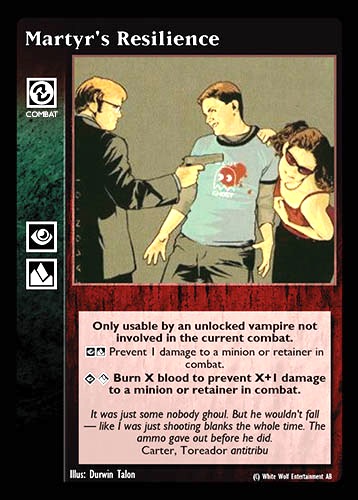 Martyr's Resilience
COMBAT
GHOST
Only usable by an unlocked vampire not
involved in the current combat.
Prevent 1 damage to a minion or retainer in
combat.
Burn X blood to prevent X+1 damage
to a minion or retainer in combat.
It was just some nobody ghoul. But he wouldn't fall
— like I was just shooting blanks the whole time. The
ammo gave out before he did.
Carter, Toreador antitribu
Illus: Durwin Talon
(C) White Wolf Entertainment AB